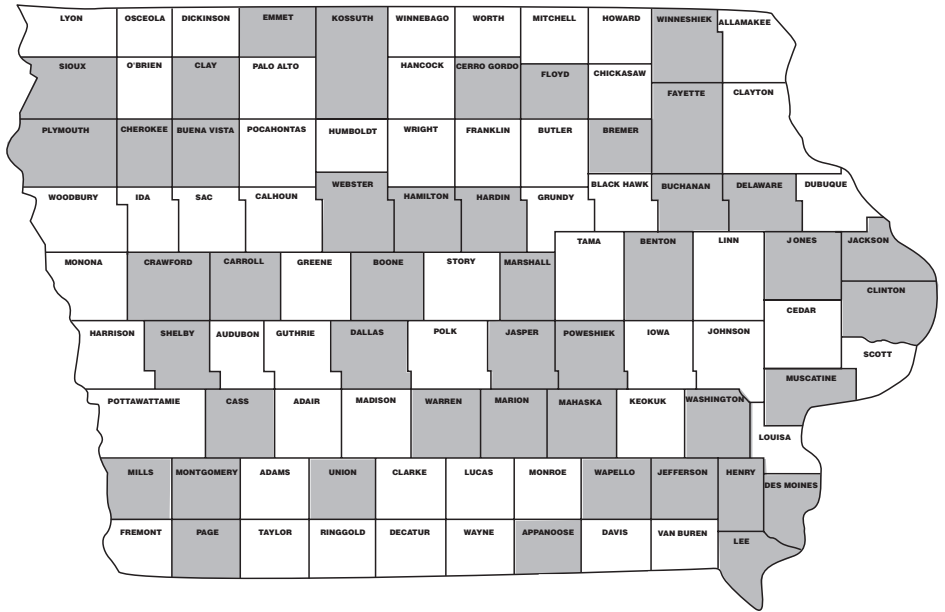 LYON OSCEOLA DICKINSON EMMET KOSSUTH WINNEBAGO WORTH MITCHELL HOWARD WINNESHIEK ALLAMAKEE
SIOUX O'BRIEN CLAY PALO ALTO HANCOCK CERRO GORDO FLOYD CHICKASAW
FAYETTE CLAYTON
PLYMOUTH CHEROKEE BUENA VISTA POCAHONTAS HUMBOLDT WRIGHT FRANKLIN BUTLER BREMER
WOODBURY IDA SAC CALHOUN WEBSTER HAMILTON HARDIN GRUNDY BLACK HAWK BUCHANAN DELAWARE DUBUQUE
TAMA BENTON LINN JONES JACKSON
MONONA CRAWFORD CARROLL GREENE BOONE STORY MARSHALL
CLINTON
CEDAR
HARRISON SHELBY AUDUBON GUTHRIE DALLAS POLK JASPER POWESHIEK IOWA JOHNSON
SCOTT
MUSCATINE
POTTAWATTAMIE CASS ADAIR MADISON WARREN MARION MAHASKA KEOKUK WASHINGTON
LOUISA
MILLS MONTGOMERY ADAMS UNION CLARKE LUCAS MONROE WAPELLO JEFFERSON HENRY
DES MOINES
FREMONT PAGE TAYLOR RINGGOLD DECATUR WAYNE APPANOOSE DAVIS VAN BUREN
LEE